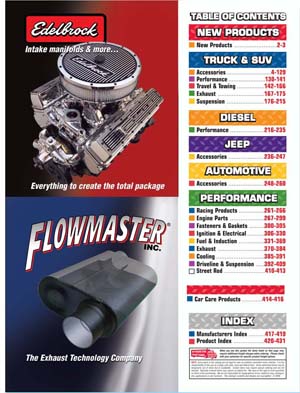 Edelbrock
Intake manifolds & more...
Everything to create the total package
FLOWMASTER
INC.
The Exhaust Technology Company
TABLE OF CONTENTS
NEW PRODUCTS
New Products 2-3
TRUCK & SUV
Accessories 4-129
Performance 130-141
Travel & Towing 142-166
Exhaust 167-175
Suspension 176-215
DIESEL
Performance 216-235
JEEP
Accessories 236-247
AUTOMOTIVE
Accessories 248-260
PERFORMANCE
Racing Products 261-266
Engine Parts 267-299
Fasteners & Gaskets 300-305
Ignition & Electrical 306-330
Fuel & Induction 331-369
Exhaust 370-384
Cooling 385-391
Driveline & Suspension 392-409
Street Rod 410-413
Car Care Products 414-416
INDEX
Manufacturers Index 417-419
Product Index 420-431